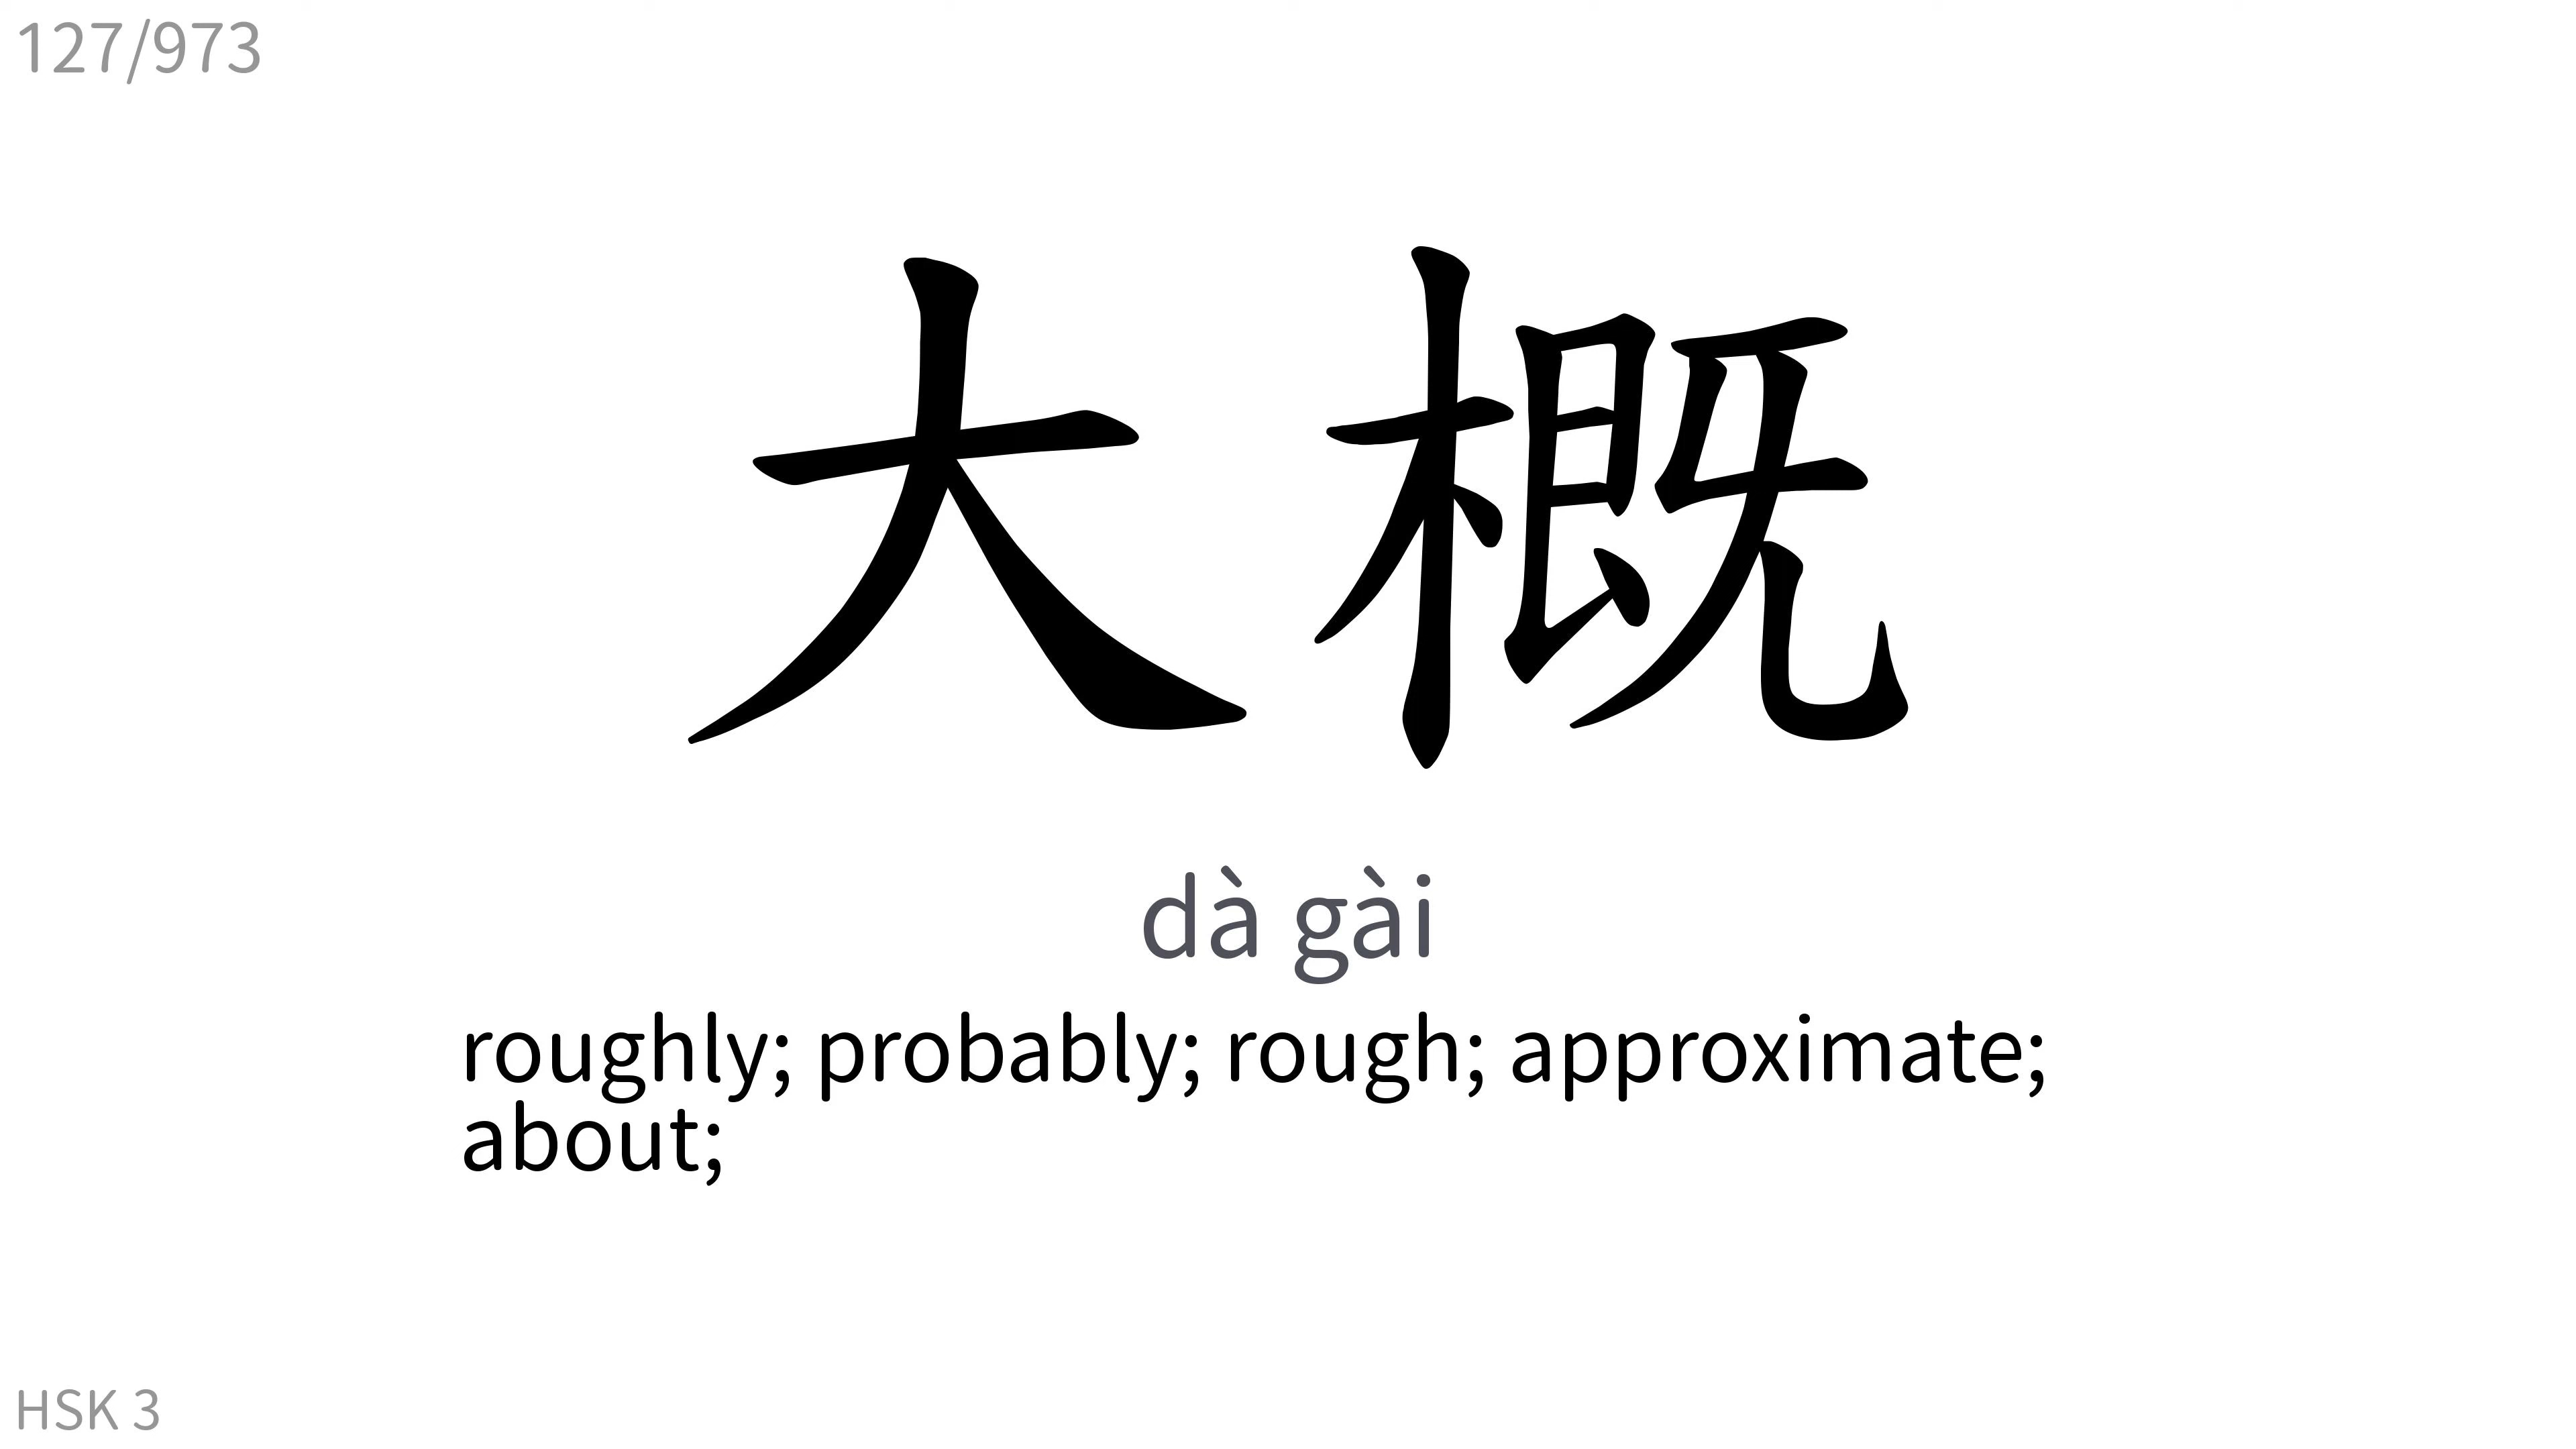 127/973
大概
dà gài
roughly; probably; rough; approximate;
about;
HSK 3